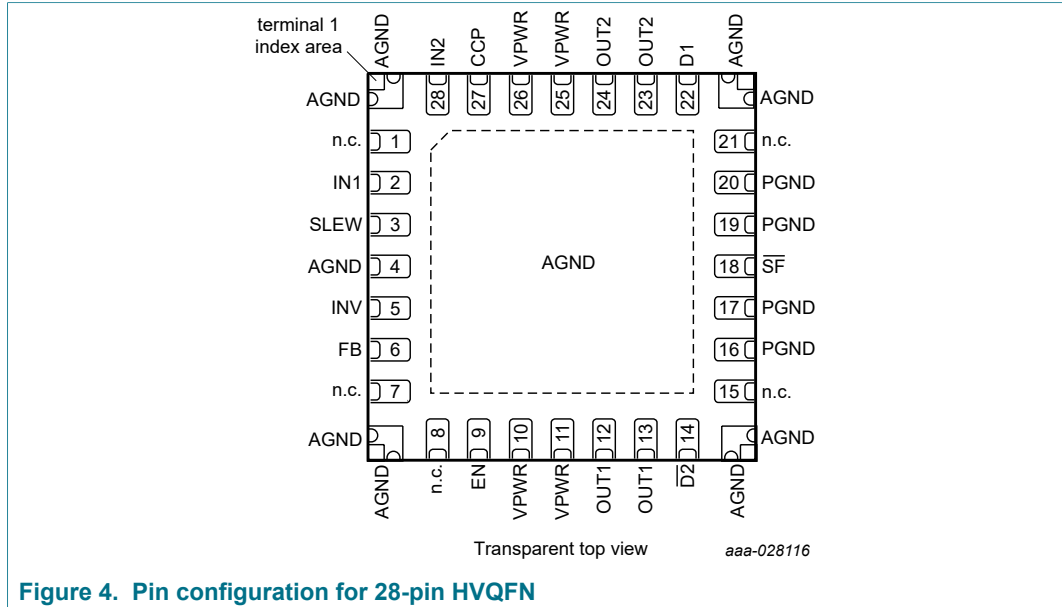 terminal 1
index area
AGND
IN2
CCP
VPWR
VPWR
OUT2
OUT2
D1
AGND
AGND
28
27
26
25
24
23
22
AGND
n.c.
1
21
n.c.
IN1
2
20
PGND
SLEW
3
19
PGND
AGND
4
AGND
18
SF
INV
5
17
PGND
FB
6
16
PGND
n.c.
7
15
n.c.
AGND
8
9
10
11
12
13
14
AGND
AGND
n.c.
EN
VPWR
VPWR
OUT1
OUT1
D2
AGND
Transparent top view
aaa-028116
Figure 4. Pin configuration for 28-pin HVQFN